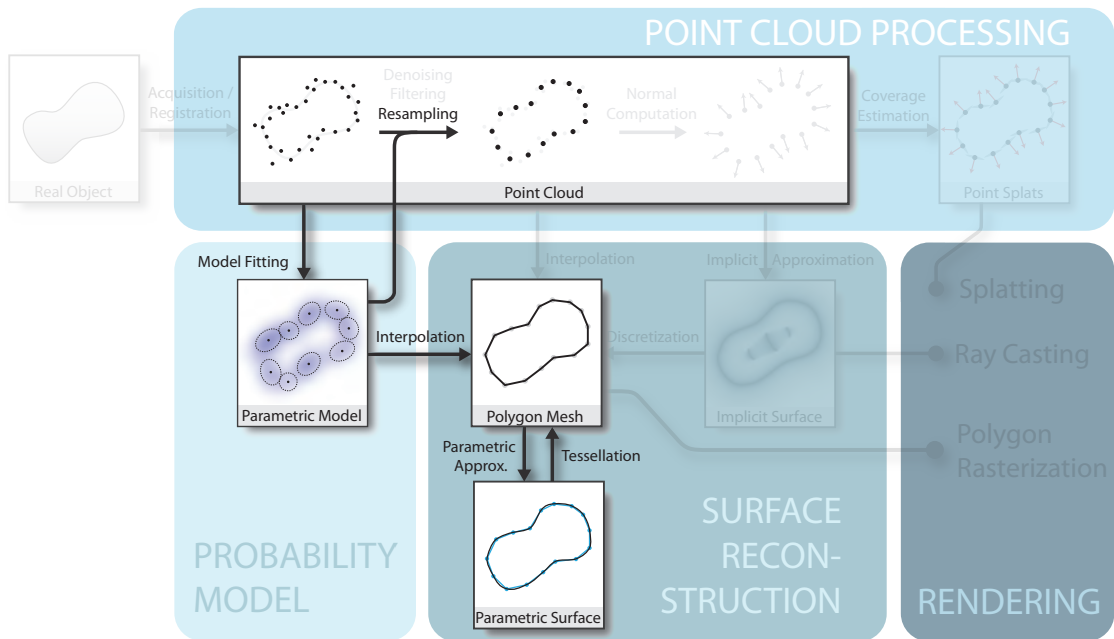 POINT CLOUD PROCESSING
Acquisition /
Registration
Real Object
Denoising
Filtering
Resampling
Normal
Computation
Point Cloud
Coverage
Estimation
Point Splats
Model Fitting
Interpolation
Implicit Approximation
Parametric Model
Interpolation
Polygon Mesh
Discretization
Implicit Surface
Splatting
Ray Casting
Polygon
Rasterization
Parametric
Approx.
Tessellation
Parametric Surface
PROBABILITY
MODEL
SURFACE
RECON-
STRUCTION
RENDERING